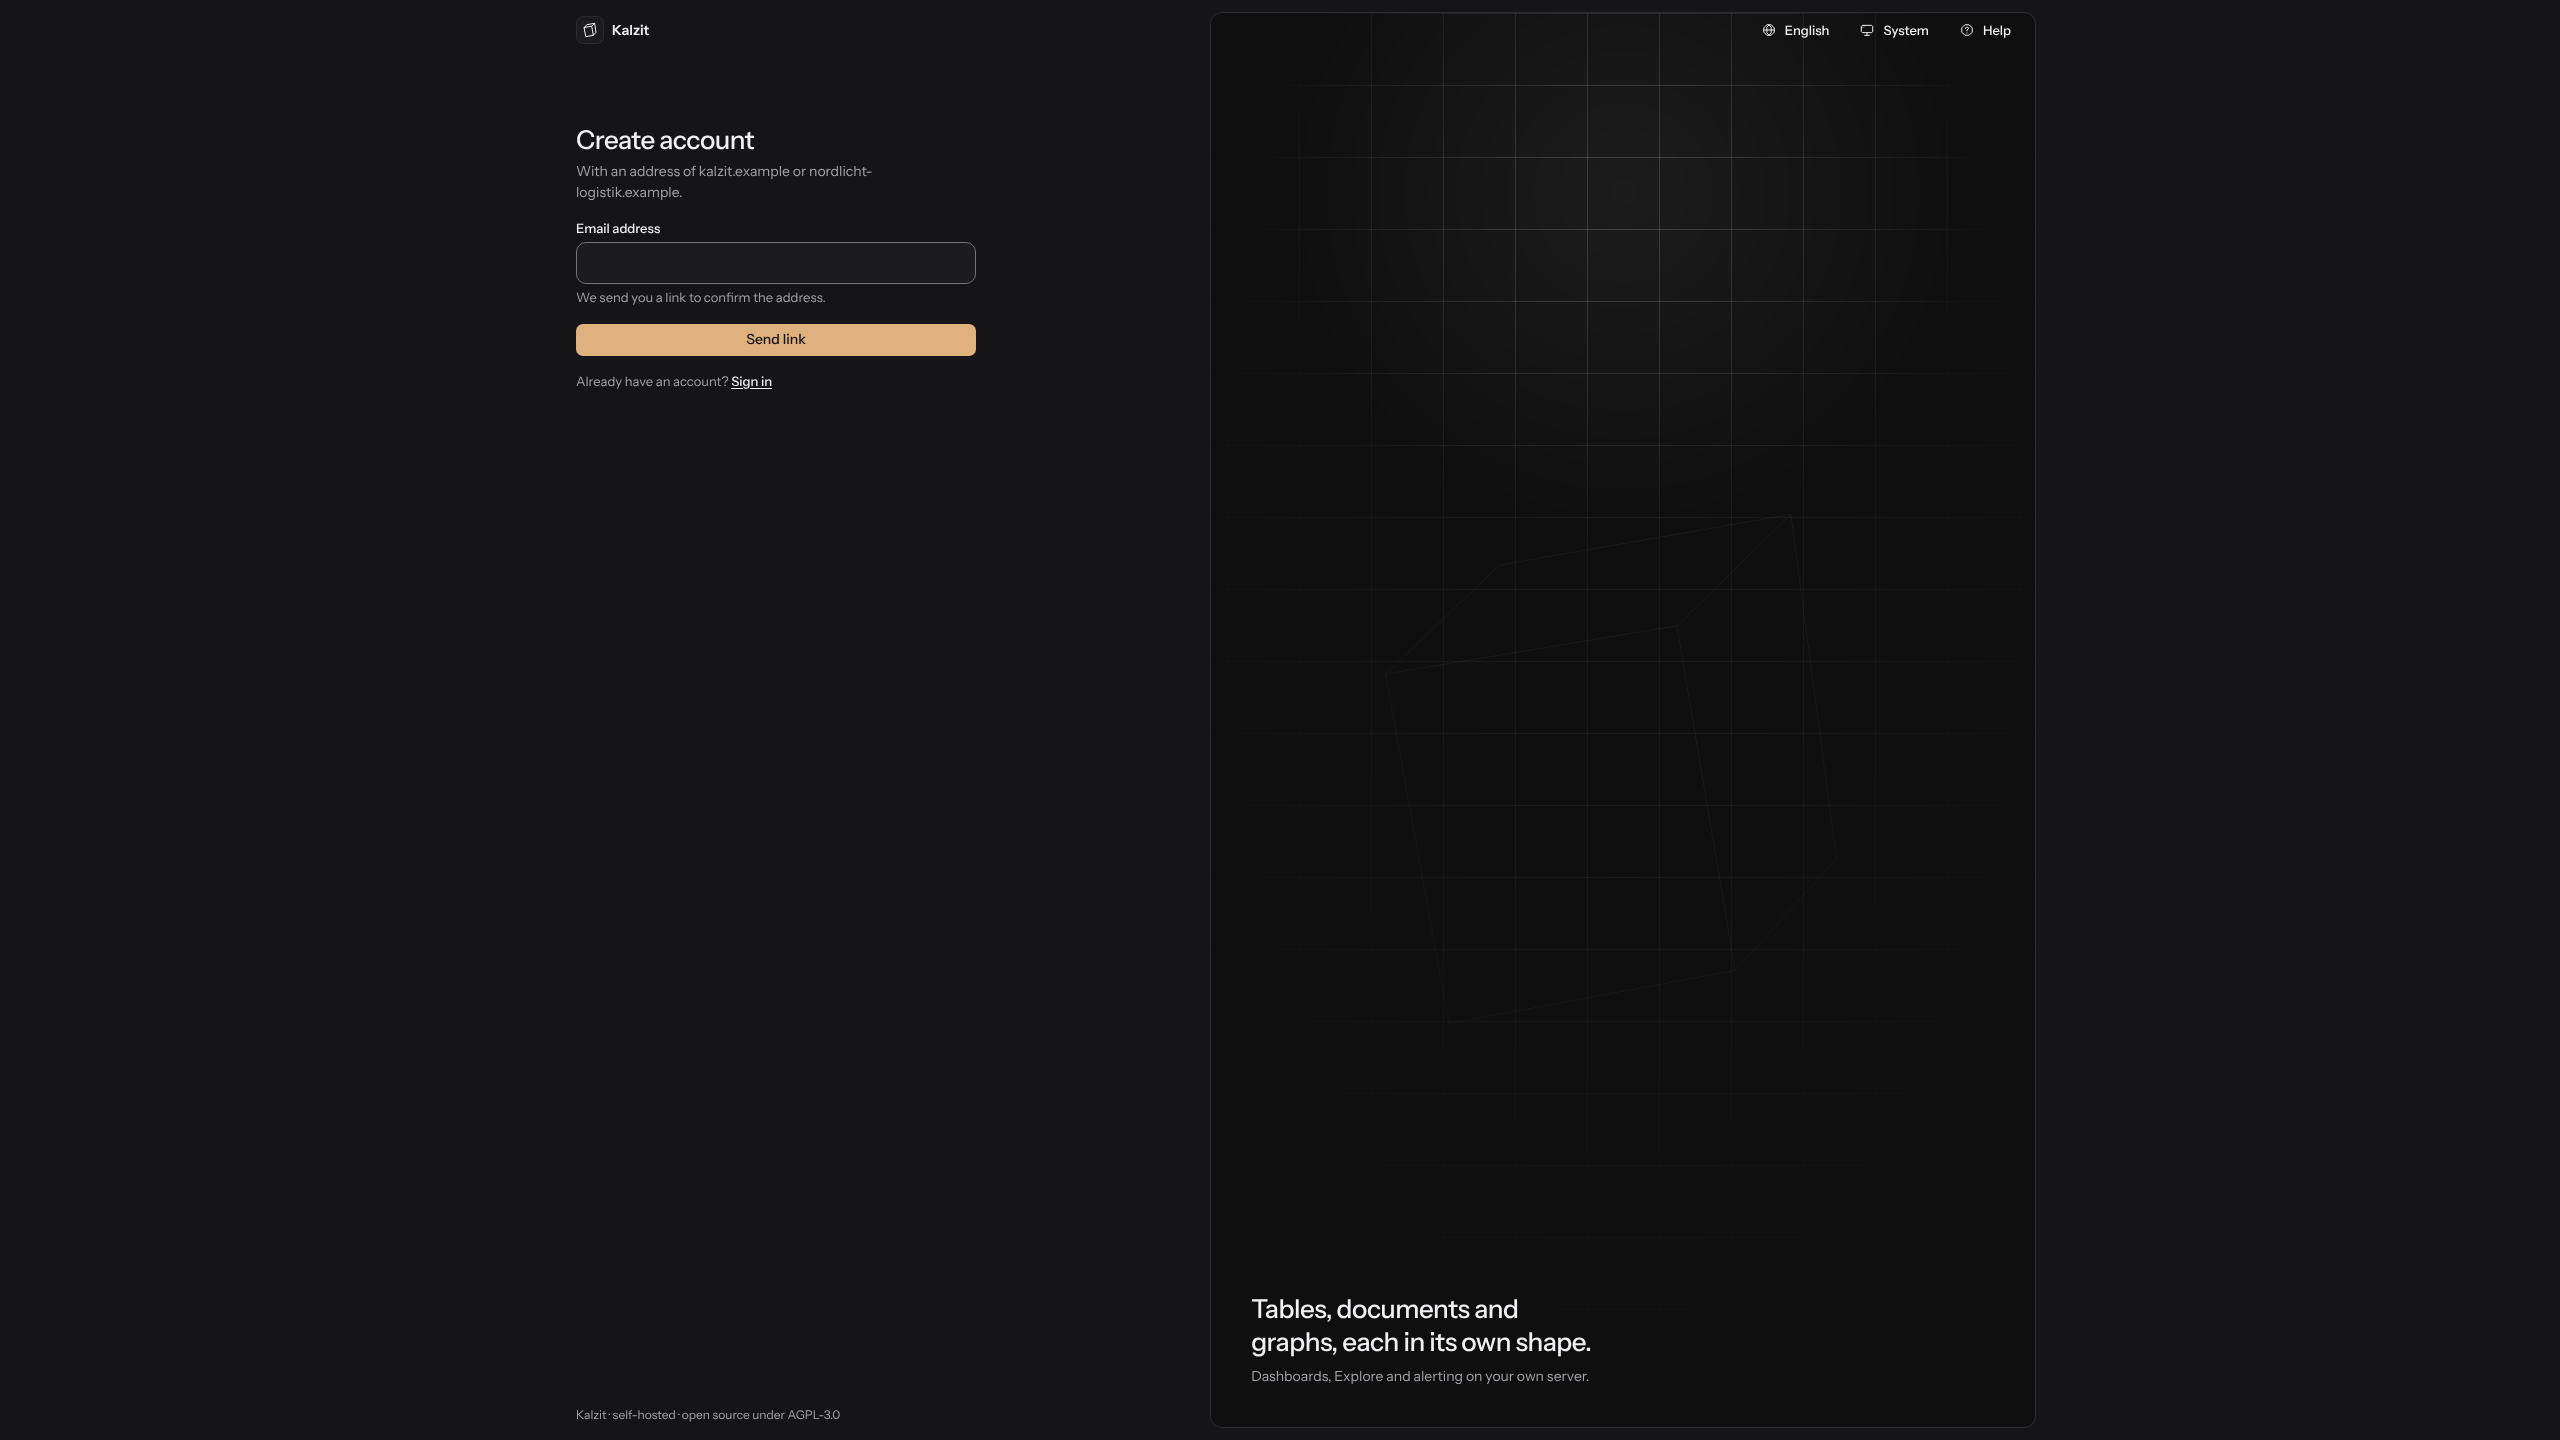 Kalzit
English
System
Help
Create account
With an address of kalzit.example or nordlicht-
logistik.example.
Email address
We send you a link to confirm the address.
Send link
Already have an account? Sign in
Tables, documents and
graphs, each in its own shape.
Dashboards, Explore and alerting on your own server.
Kalzit · self-hosted · open source under AGPL-3.0